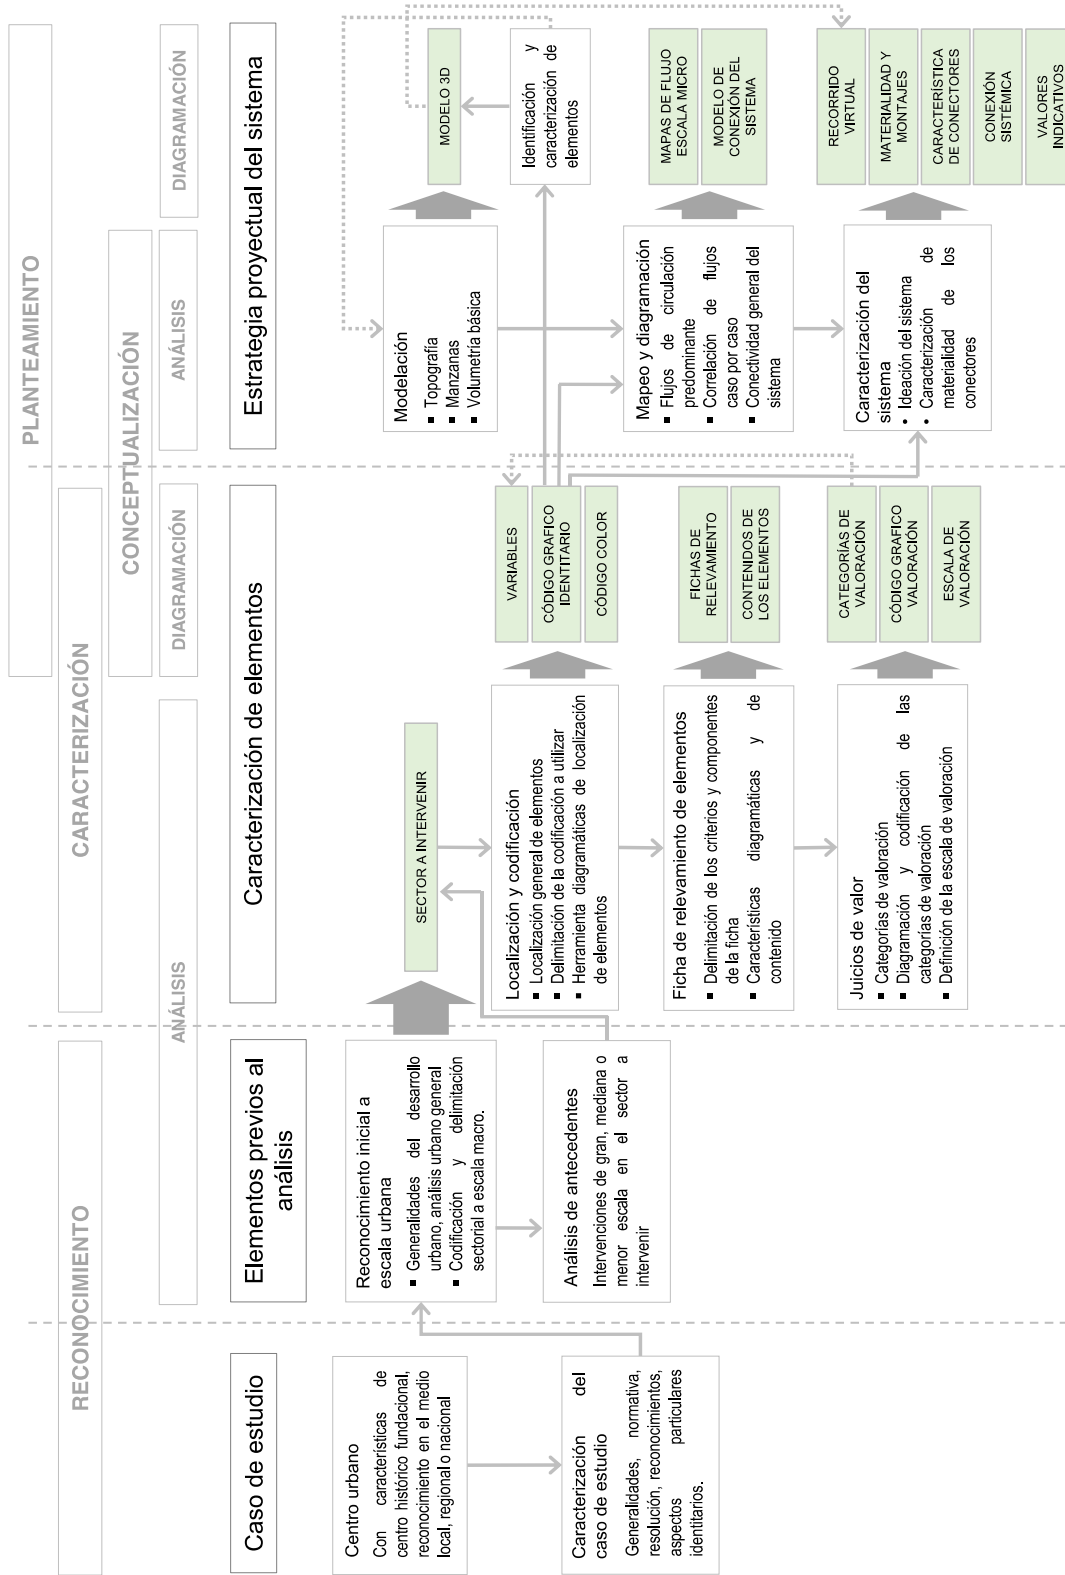 PLANTEAMIENTO
RECONOCIMIENTO
CARACTERIZACIÓN
CONCEPTUALIZACIÓN
ANÁLISIS
DIAGRAMACIÓN
ANÁLISIS
DIAGRAMACIÓN
Caso de estudio
Elementos previos al
análisis
Caracterización de elementos
Estrategia proyectual del sistema
Centro urbano
Con características de
centro histórico fundacional,
reconocimiento en el medio
local, regional o nacional
Caracterización del
caso de estudio
Generalidades, normativa,
resolución, reconocimientos,
aspectos particulares
identitarios.
Reconocimiento inicial a
escala urbana
▪ Generalidades del desarrollo
urbano, análisis urbano general
▪ Codificación y delimitación
sectorial a escala macro.
Análisis de antecedentes
Intervenciones de gran, mediana o
menor escala en el sector a
intervenir
SECTOR A INTERVENIR
Localización y codificación
▪ Localización general de elementos
▪ Delimitación de la codificación a utilizar
▪ Herramienta diagramáticas de localización
de elementos
VARIABLES
CÓDIGO GRAFICO
IDENTITARIO
CÓDIGO COLOR
Ficha de relevamiento de elementos
▪ Delimitación de los criterios y componentes
de la ficha
▪ Características diagramáticas y de
contenido
FICHAS DE
RELEVAMIENTO
CONTENIDOS DE
LOS ELEMENTOS
Juicios de valor
▪ Categorías de valoración
▪ Diagramación y codificación de las
categorías de valoración
▪ Definición de la escala de valoración
CATEGORÍAS DE
VALORACIÓN
CÓDIGO GRAFICO
VALORACIÓN
ESCALA DE
VALORACIÓN
Modelación
▪ Topografía
▪ Manzanas
▪ Volumetría básica
MODELO 3D
Identificación y
caracterización de
elementos
Mapeo y diagramación
▪ Flujos de circulación
predominante
▪ Correlación de flujos
caso por caso
▪ Conectividad general del
sistema
MAPAS DE FLUJO
ESCALA MICRO
MODELO DE
CONEXIÓN DEL
SISTEMA
Caracterización del
sistema
• Ideación del sistema
• Caracterización de
materialidad de los
conectores
RECORRIDO
VIRTUAL
MATERIALIDAD Y
MONTAJES
CARACTERÍSTICA
DE CONECTORES
CONEXIÓN
SISTÉMICA
VALORES
INDICATIVOS